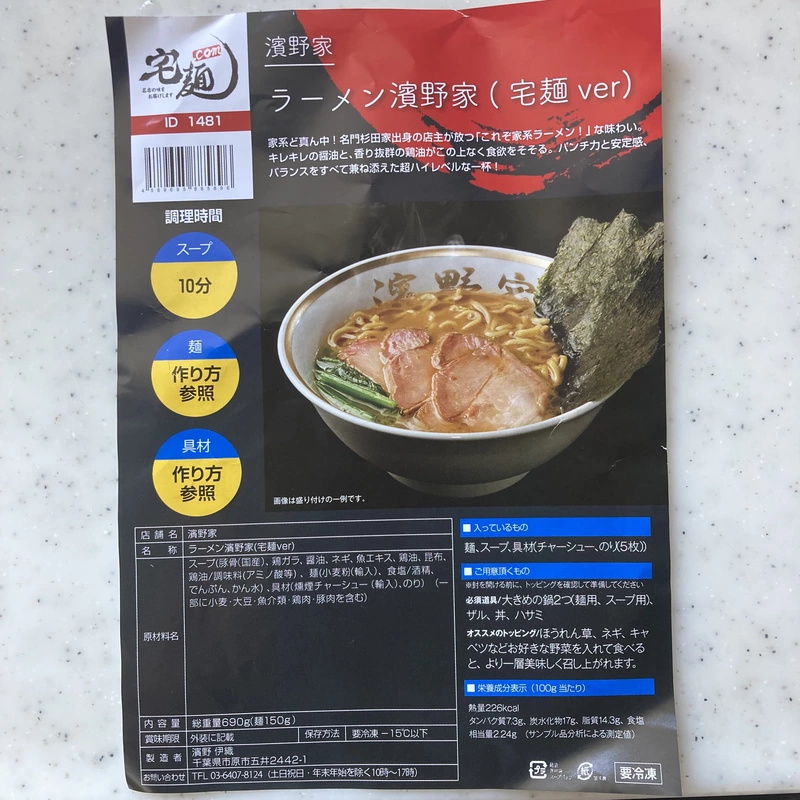 宅麺
.com
名店の味を
お届けします
ID 1481
濱野家
ラーメン濱野家 ( 宅麺 ver)
家系ど真ん中!名門杉田家出身の店主が放つ「これぞ家系ラーメン!」な味わい。
キレキレの醤油と、香り抜群の鶏油がこの上なく食欲をそそる。パンチ力と安定感、
バランスをすべて兼ね添えた超ハイレベルな一杯!
調理時間
スープ
10分
麺
作り方
参照
具材
作り方
参照
濱野家
画像は盛り付けの一例です。
店舗名 濱野家
名称 ラーメン濱野家(宅麺ver)
原材料名
スープ(豚骨(国産)、鶏ガラ、醤油、ネギ、魚エキス、鶏油、昆布、
鶏油/調味料(アミノ酸等) 、麺(小麦粉(輸入)、食塩/酒精、
でんぷん、かん水) 、具材(燻煙チャーシュー (輸入)、のり) (一
部に小麦・大豆・魚介類・鶏肉・豚肉を含む)
内容量 総重量690g(麺150g)
賞味期限 外装に記載 保存方法 要冷凍 -15℃以下
製造者 濱野 伊織
千葉県市原市五井2442-1
お問い合わせ TFL 03-6407-8124 (土日祝日・年末年始を除く10時~17時)
■ 入っているもの
麺、スープ、具材(チャーシュー、のり(5枚))
■ ご用意頂くもの
※封を開ける前に、トッピングを確認して準備してください
必須道具/大きめの鍋2つ(麺用、スープ用)、
ザル、丼、ハサミ
オススメのトッピング/ほうれん草、ネギ、キャ
ベツなどお好きな野菜を入れて食べる
と、より一層美味しく召し上がれます。
■ 栄養成分表示 (100g 当たり)
熱量226kcal
タンパク質7.3g、炭水化物17g、脂質14.3g、食塩
相当量2.24g (サンプル品分析による測定値)
プラ
紙
要冷凍